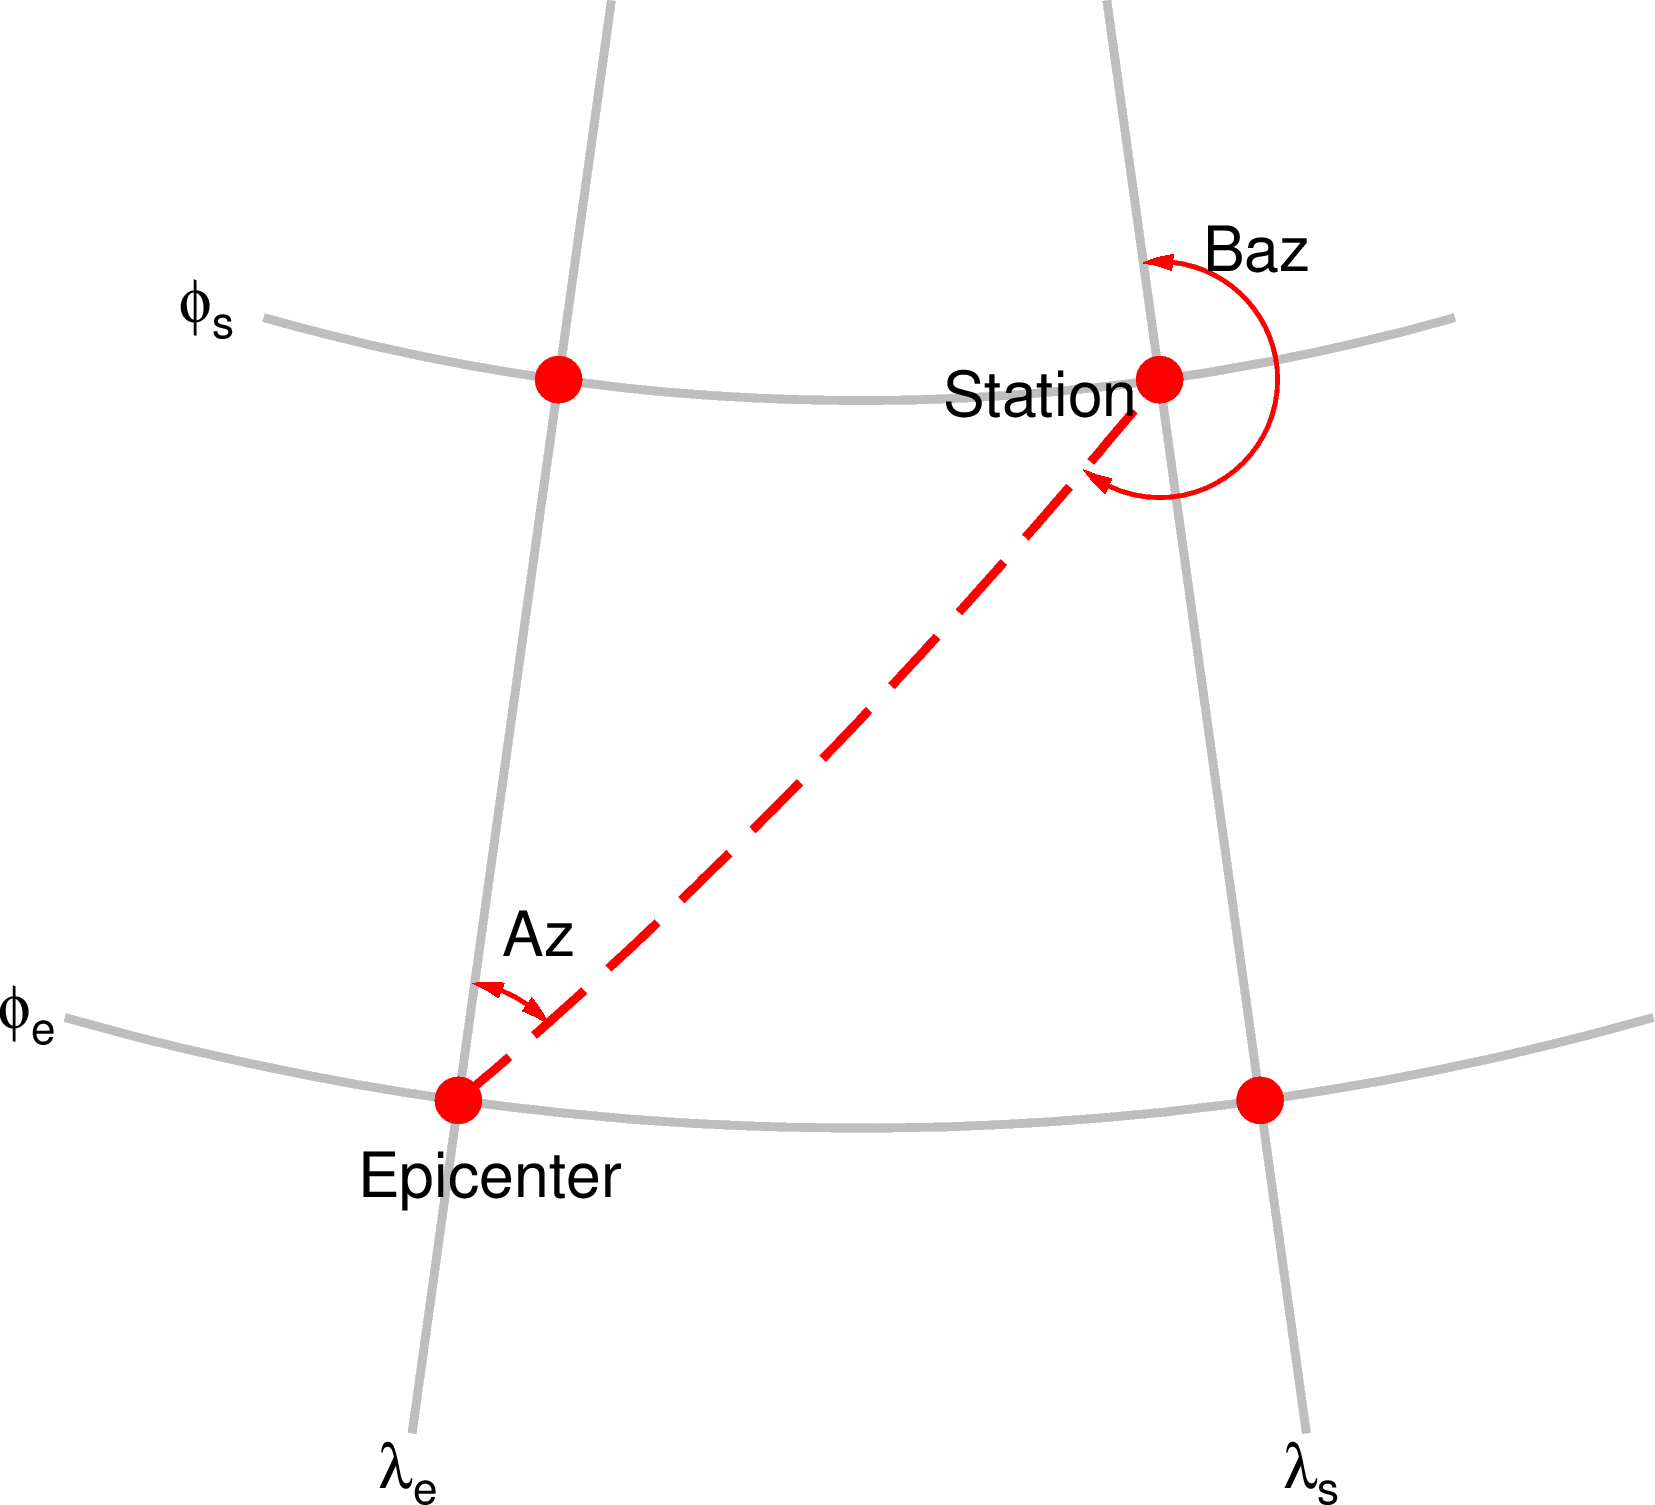 Baz
ϕs
Station
Az
ϕe
Epicenter
λe
λs